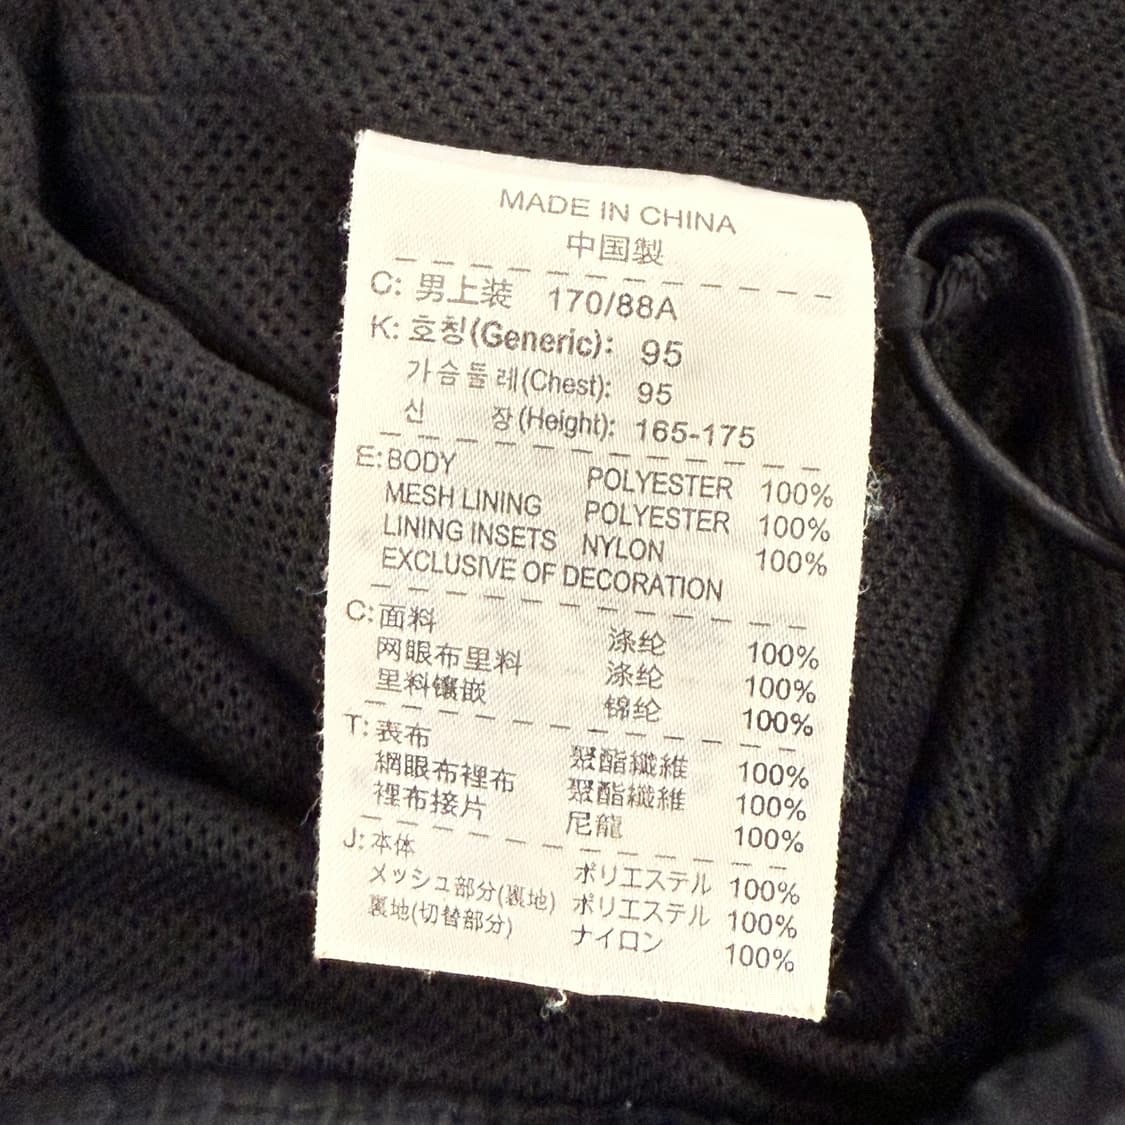 MADE IN CHINA
中国製
C: 男上装 170/88A
K: 호칭(Generic): 95
가슴둘레(Chest): 95
신 장(Height): 165-175
E: BODY POLYESTER 100%
MESH LINING POLYESTER 100%
LINING INSETS NYLON 100%
EXCLUSIVE OF DECORATION
C: 面料 涤纶 100%
网眼布里料 涤纶 100%
里料镶嵌 锦纶 100%
T: 表布 聚酯纖維 100%
網眼布裡布 聚酯纖維 100%
裡布接片 尼龍 100%
J: 本体 ポリエステル 100%
メッシュ部分(裏地) ポリエステル 100%
裏地(切替部分) ナイロン 100%